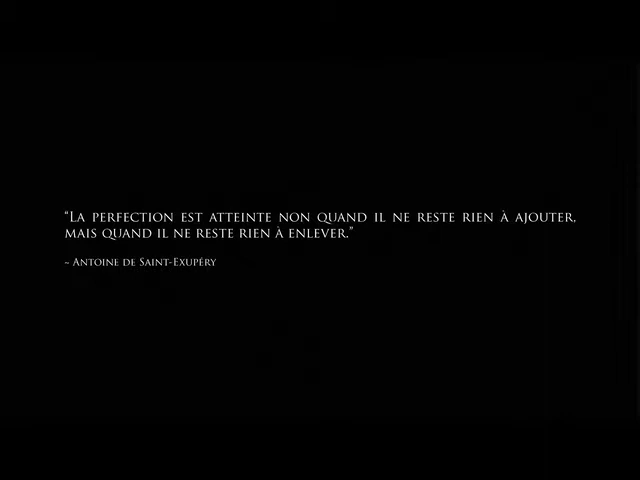 “La perfection est atteinte non quand il ne reste rien à ajouter,
mais quand il ne reste rien à enlever.”
~ Antoine de Saint-Exupéry